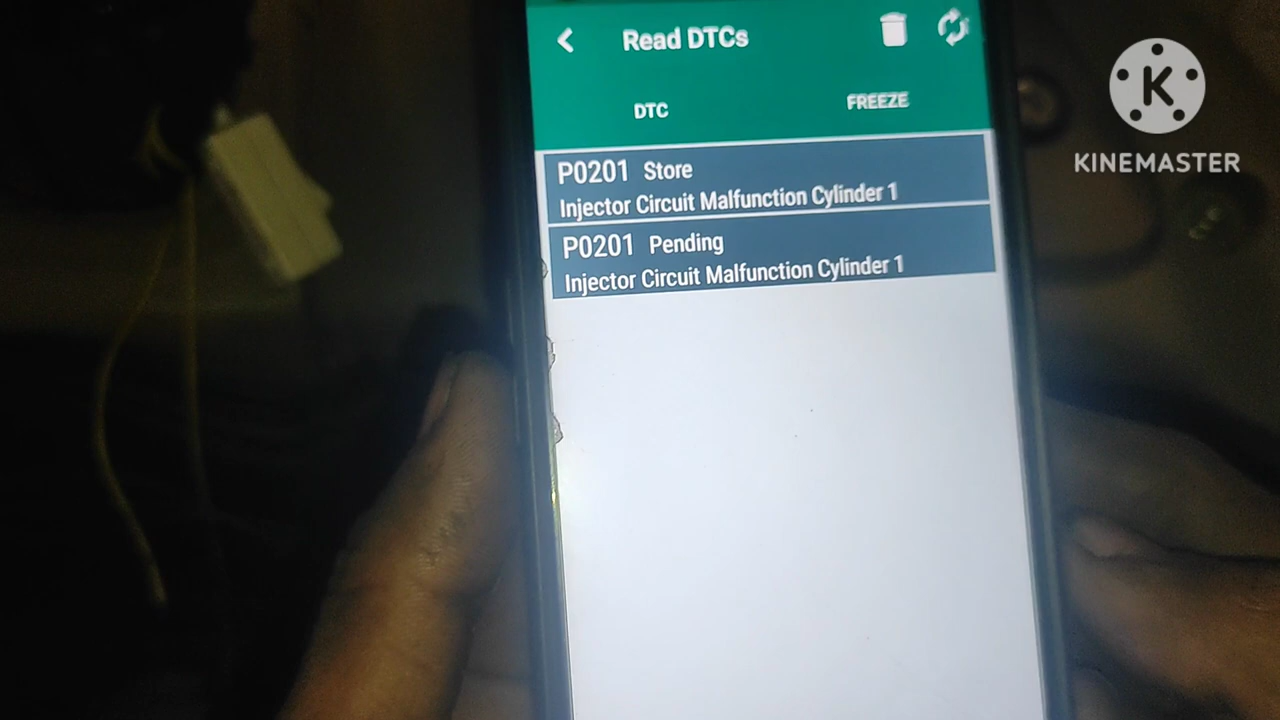 Read DTCs
DTC
FREEZE
P0201 Store
Injector Circuit Malfunction Cylinder 1
P0201 Pending
Injector Circuit Malfunction Cylinder 1
K
KINEMASTER